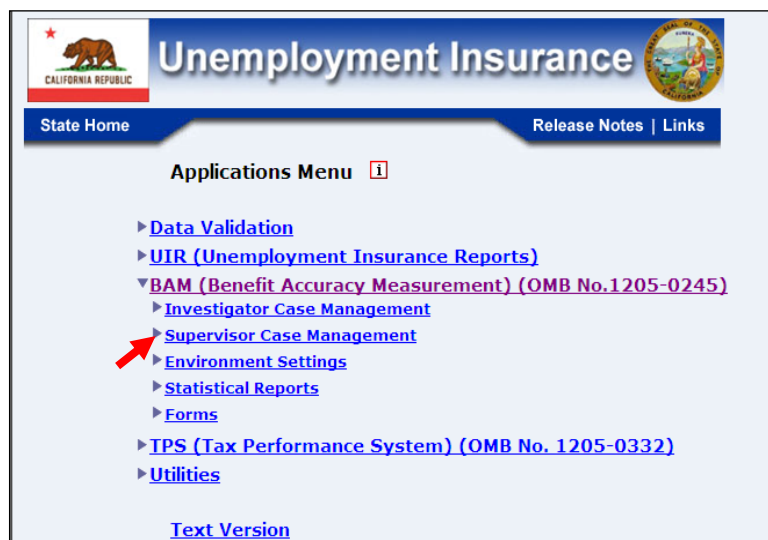 CALIFORNIA REPUBLIC
Unemployment Insurance
State Home
Release Notes | Links
Applications Menu i
Data Validation
UIR (Unemployment Insurance Reports)
BAM (Benefit Accuracy Measurement) (OMB No.1205-0245)
Investigator Case Management
Supervisor Case Management
Environment Settings
Statistical Reports
Forms
TPS (Tax Performance System) (OMB No. 1205-0332)
Utilities
Text Version